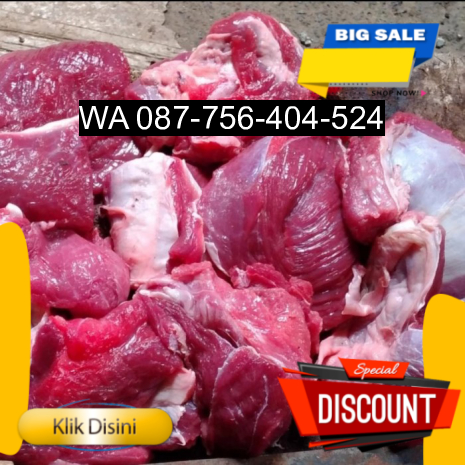 BIG SALE
SHOP NOW!
WA 087-756-404-524
Special
DISCOUNT
Klik Disini